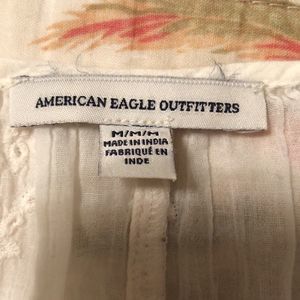 AMERICAN EAGLE OUTFITTERS
M/M/M
MADE IN INDIA
FABRIQUÉ EN
INDE